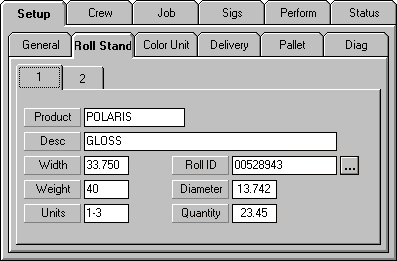 Setup Crew Job Sigs Perform Status
General Roll Stand Color Unit Delivery Pallet Diag
1 2
Product POLARIS
Desc GLOSS
Width 33.750 Roll ID 00528943 ...
Weight 40 Diameter 13.742
Units 1-3 Quantity 23.45